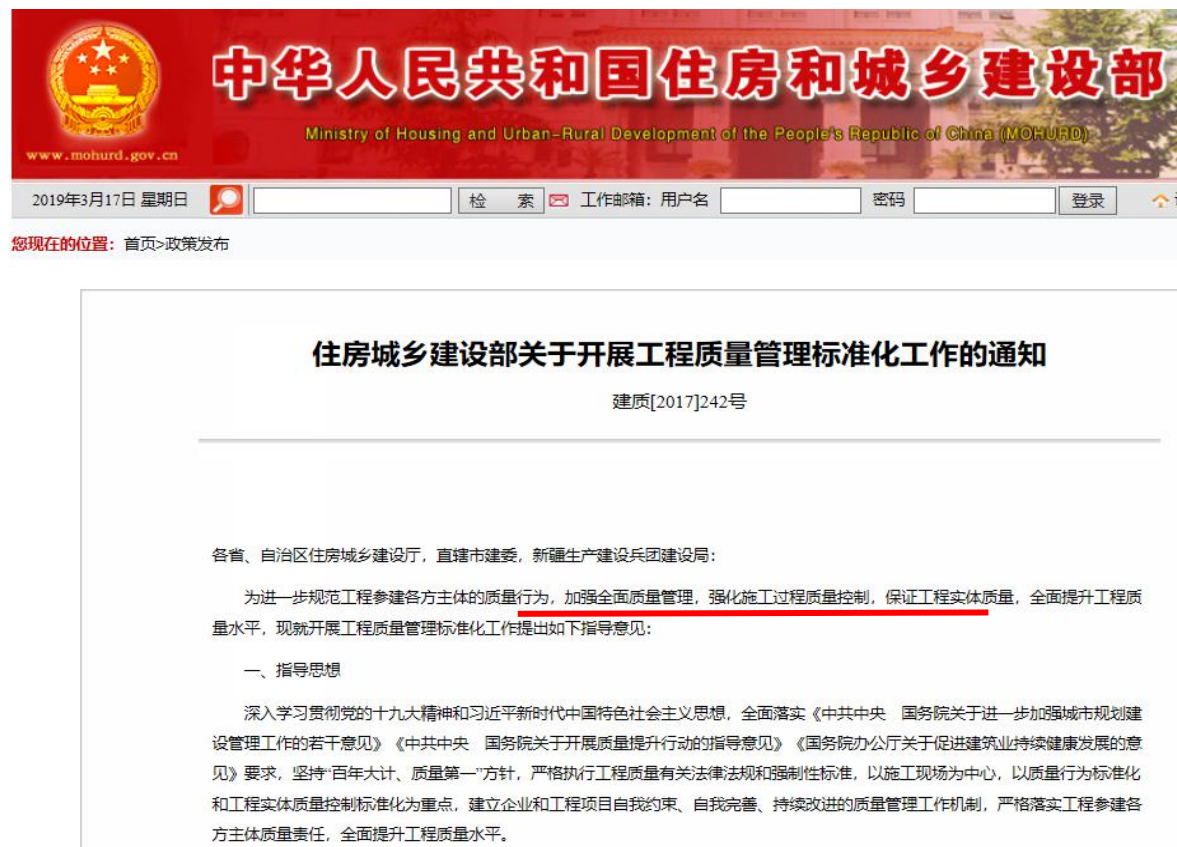 中华人民共和国住房和城乡建设部
Ministry of Housing and Urban-Rural Development of the People's Republic of China (MOHURD)
www.mohurd.gov.cn
2019年3月17日 星期日 检 索 工作邮箱：用户名 密码 登录
您现在的位置：首页>政策发布
住房城乡建设部关于开展工程质量管理标准化工作的通知
建质[2017]242号
各省、自治区住房城乡建设厅，直辖市建委，新疆生产建设兵团建设局：
为进一步规范工程参建各方主体的质量行为，加强全面质量管理，强化施工过程质量控制，保证工程实体质量，全面提升工程质
量水平，现就开展工程质量管理标准化工作提出如下指导意见：
一、指导思想
深入学习贯彻党的十九大精神和习近平新时代中国特色社会主义思想，全面落实《中共中央 国务院关于进一步加强城市规划建
设管理工作的若干意见》《中共中央 国务院关于开展质量提升行动的指导意见》《国务院办公厅关于促进建筑业持续健康发展的意
见》要求，坚持“百年大计、质量第一”方针，严格执行工程质量有关法律法规和强制性标准，以施工现场为中心，以质量行为标准化
和工程实体质量控制标准化为重点，建立企业和工程项目自我约束、自我完善、持续改进的质量管理工作机制，严格落实工程参建各
方主体质量责任，全面提升工程质量水平。